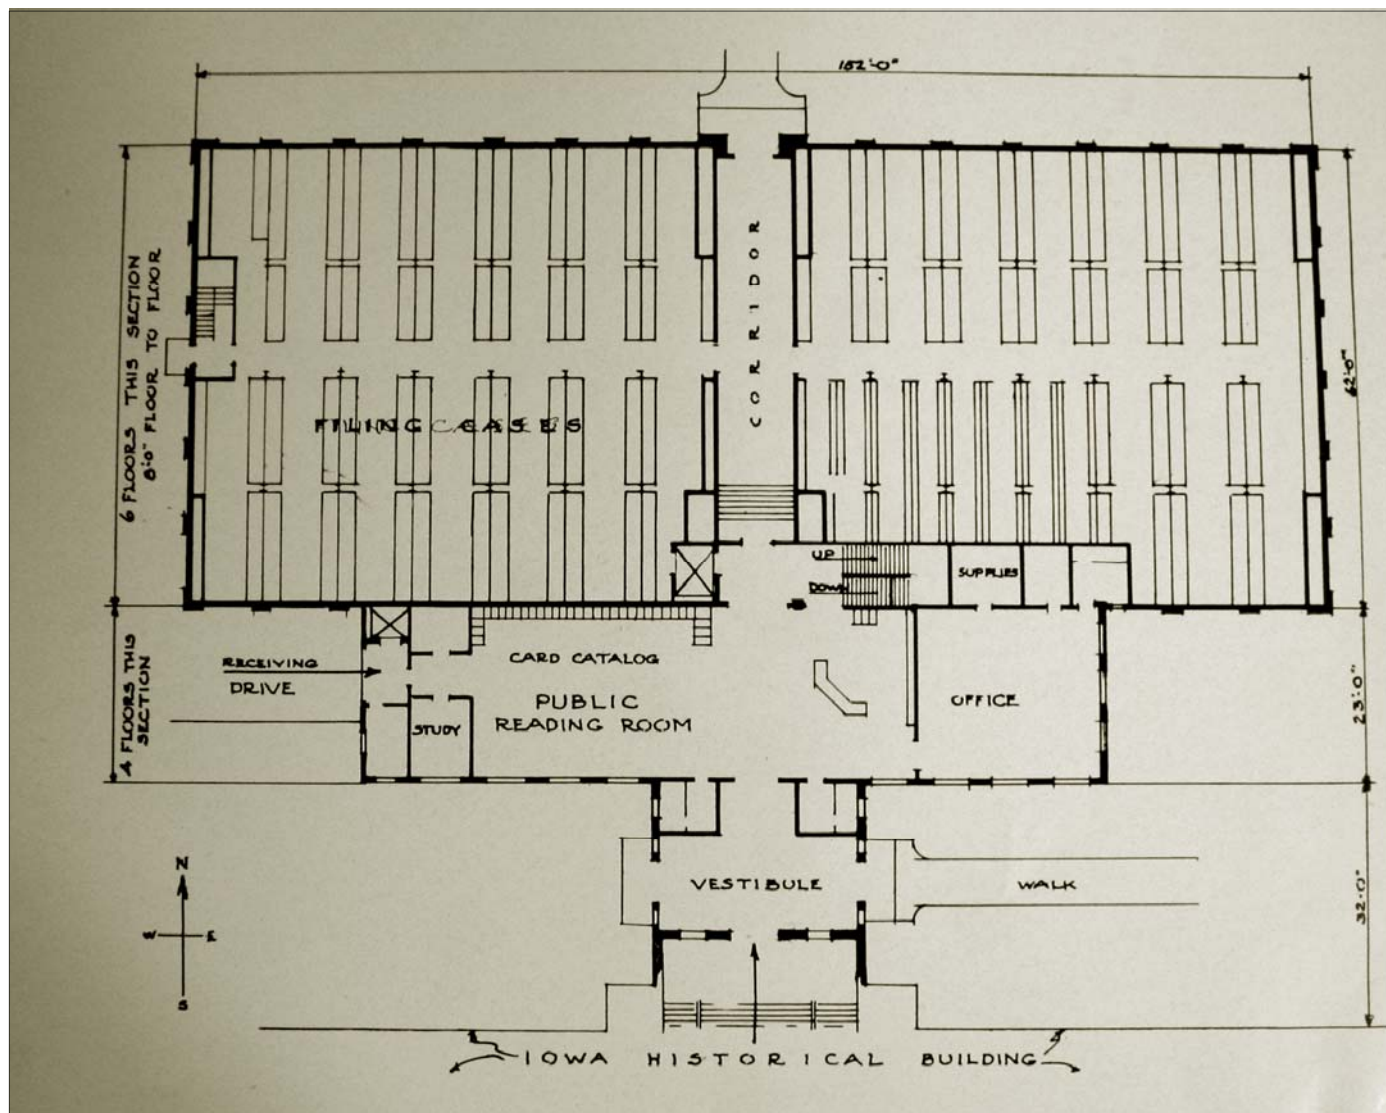 152'-0"
6 FLOORS THIS SECTION
8'-0" FLOOR TO FLOOR
CORRIDOR
62'-0"
FILING CASES
UP
DOWN
SUPPLIES
4 FLOORS THIS
SECTION
RECEIVING
DRIVE
CARD CATALOG
PUBLIC
READING ROOM
STUDY
OFFICE
23'-0"
VESTIBULE
WALK
32'-0"
N
W E
S
IOWA HISTORICAL BUILDING